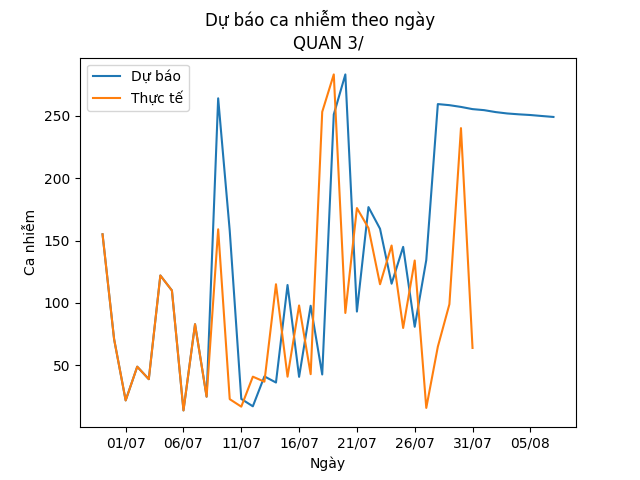 Dự báo ca nhiễm theo ngày
QUAN 3/
Dự báo
Thực tế
Ca nhiễm
250
200
150
100
50
01/07 06/07 11/07 16/07 21/07 26/07 31/07 05/08
Ngày